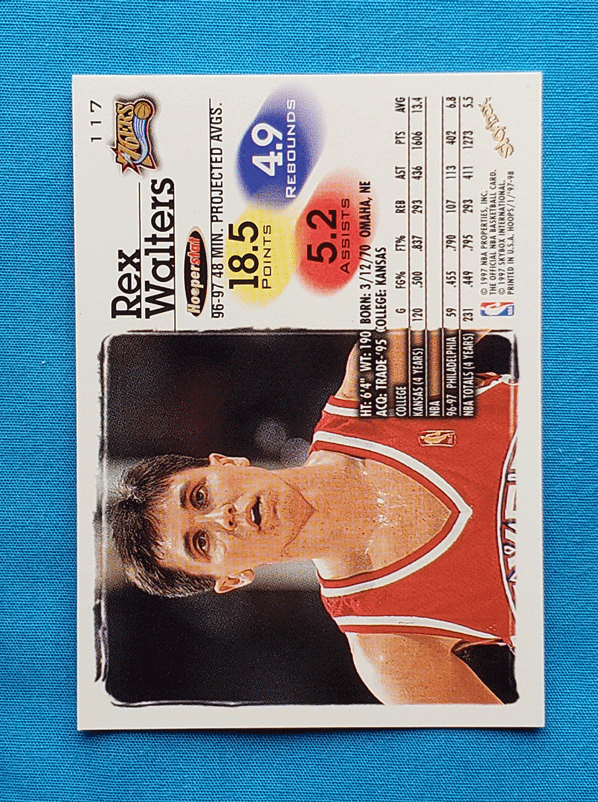 117
76ERS
Rex
Walters
Hooperstat
96-97 48 MIN. PROJECTED AVGS.
18.5
POINTS
4.9
REBOUNDS
5.2
ASSISTS
HT: 6'4" WT: 190 BORN: 3/12/70 OMAHA, NE
ACQ: TRADE-'95 COLLEGE: KANSAS
COLLEGE G FG% FT% REB AST PTS AVG
KANSAS (4 YEARS) 120 .500 .837 293 436 1606 13.4
NBA
96-97 PHILADELPHIA 59 .455 .790 107 113 402 6.8
NBA TOTALS (4 YEARS) 231 .449 .795 293 411 1273 5.5
© 1997 NBA PROPERTIES, INC.
THE OFFICIAL NBA BASKETBALL CARD.
© 1997 SKYBOX INTERNATIONAL.
PRINTED IN U.S.A. HOOPS/1/'97-98
SKYBOX